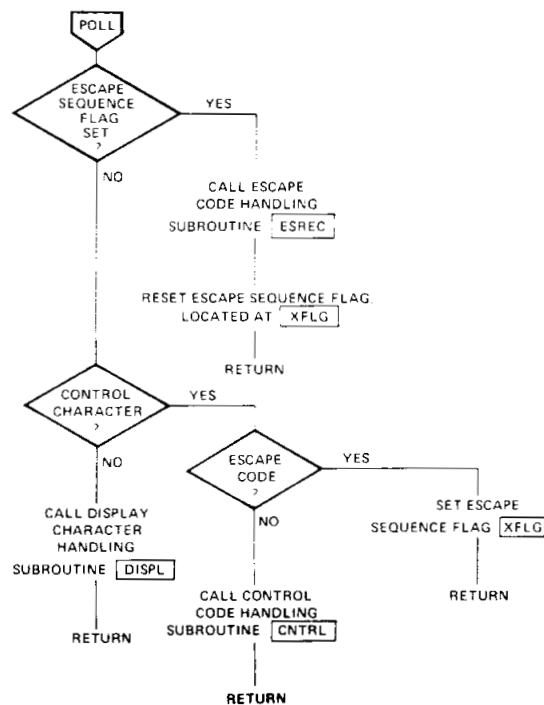 POLL
ESCAPE
SEQUENCE
FLAG
SET
?
YES
NO
CALL ESCAPE
CODE HANDLING
SUBROUTINE ESREC
RESET ESCAPE SEQUENCE FLAG.
LOCATED AT XFLG
RETURN
CONTROL
CHARACTER
?
YES
NO
CALL DISPLAY
CHARACTER
HANDLING
SUBROUTINE DISPL
RETURN
ESCAPE
CODE
?
YES
NO
SET ESCAPE
SEQUENCE FLAG XFLG
RETURN
CALL CONTROL
CODE HANDLING
SUBROUTINE CNTRL
RETURN